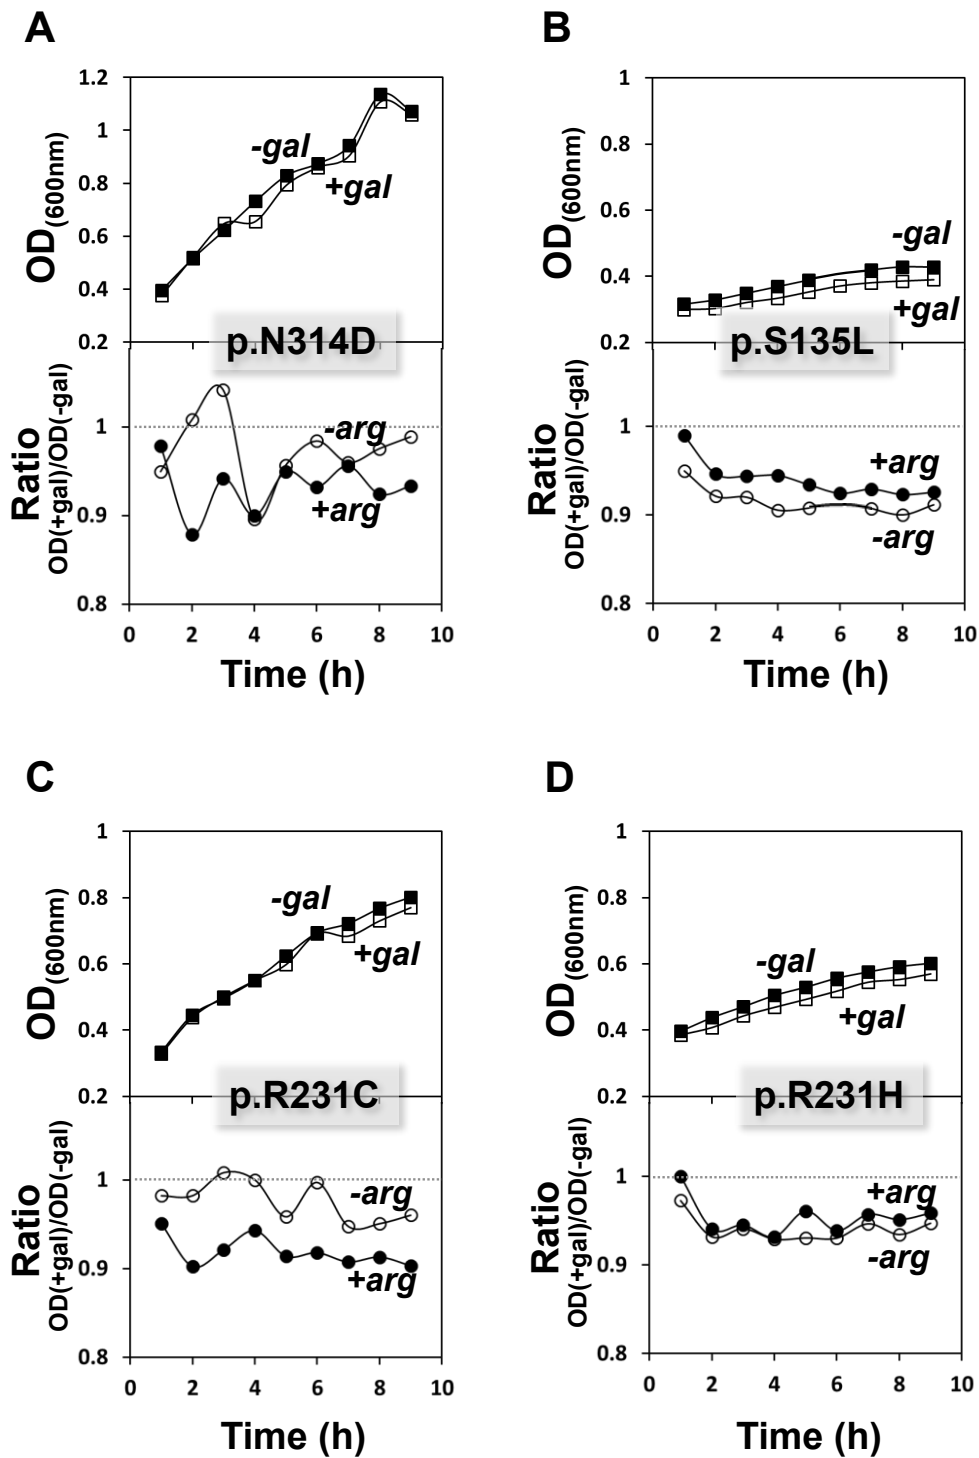 A
1.2
1
0.8
0.6
0.4
0.2
OD(600nm)
-gal
+gal
p.N314D
1
0.9
0.8
Ratio
OD(+gal)/OD(-gal)
-arg
+arg
0 2 4 6 8 10
Time (h)
B
1
0.8
0.6
0.4
0.2
OD(600nm)
-gal
+gal
p.S135L
1
0.9
0.8
Ratio
OD(+gal)/OD(-gal)
+arg
-arg
0 2 4 6 8 10
Time (h)
C
1
0.8
0.6
0.4
0.2
OD(600nm)
-gal
+gal
p.R231C
1
0.9
0.8
Ratio
OD(+gal)/OD(-gal)
-arg
+arg
0 2 4 6 8 10
Time (h)
D
1
0.8
0.6
0.4
0.2
OD(600nm)
-gal
+gal
p.R231H
1
0.9
0.8
Ratio
OD(+gal)/OD(-gal)
+arg
-arg
0 2 4 6 8 10
Time (h)